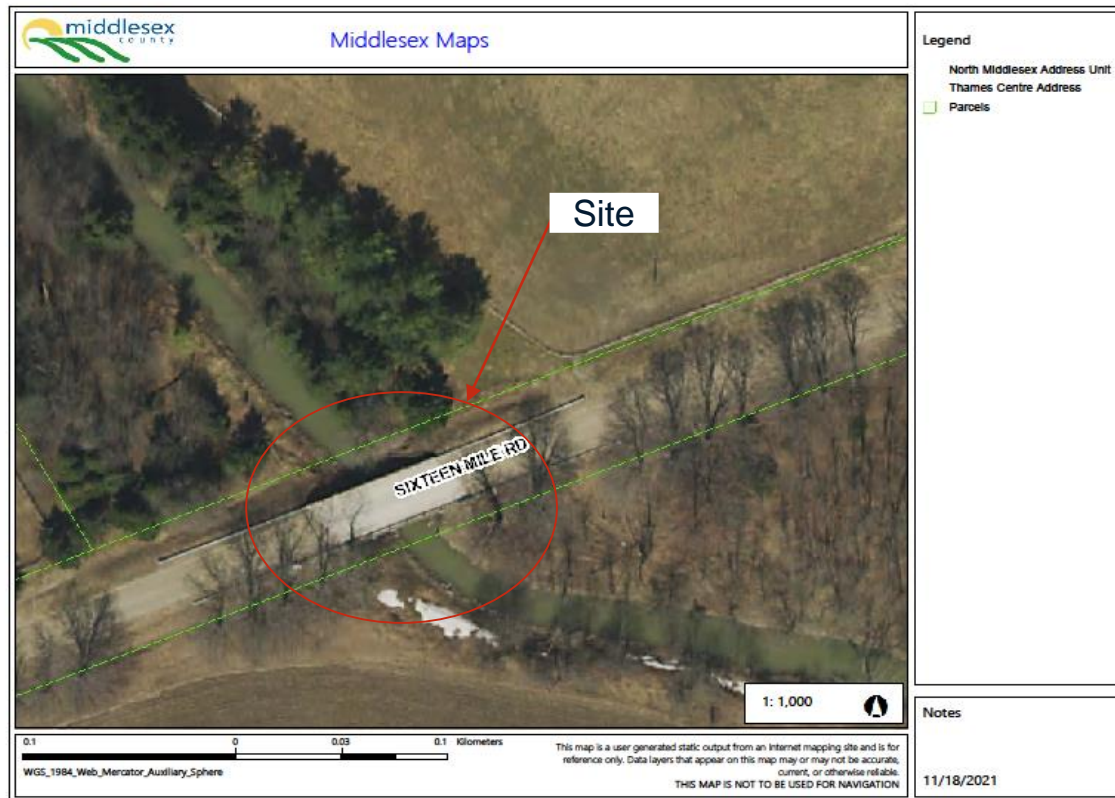 middlesex
county
Middlesex Maps
Legend
North Middlesex Address Unit
Thames Centre Address
Parcels
Site
SIXTEEN MILE RD
1: 1,000
Notes
0.1 0 0.03 0.1 Kilometers
WGS_1984_Web_Mercator_Auxiliary_Sphere
This map is a user generated static output from an Internet mapping site and is for
reference only. Data layers that appear on this map may or may not be accurate,
current, or otherwise reliable.
THIS MAP IS NOT TO BE USED FOR NAVIGATION
11/18/2021